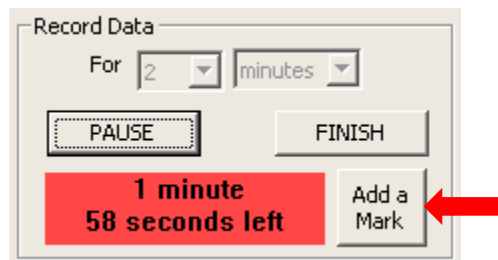 Record Data
For 2 minutes
PAUSE FINISH
1 minute
58 seconds left
Add a
Mark